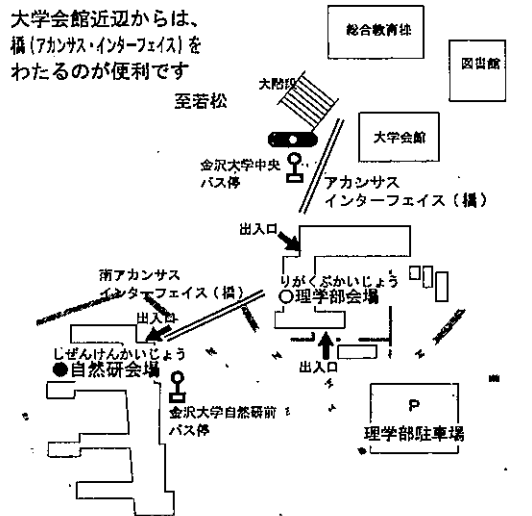 大学会館近辺からは、
橋(アカンサス・インターフェイス)を
わたるのが便利です
総合教育棟
図書館
大階段
至若松
大学会館
金沢大学中央
バス停
アカンサス
インターフェイス(橋)
出入口
南アカンサス
インターフェイス(橋)
りがくぶかいじょう
○理学部会場
出入口
じぜんけんかいじょう
●自然研会場
出入口
金沢大学自然研前
バス停
P
理学部駐車場